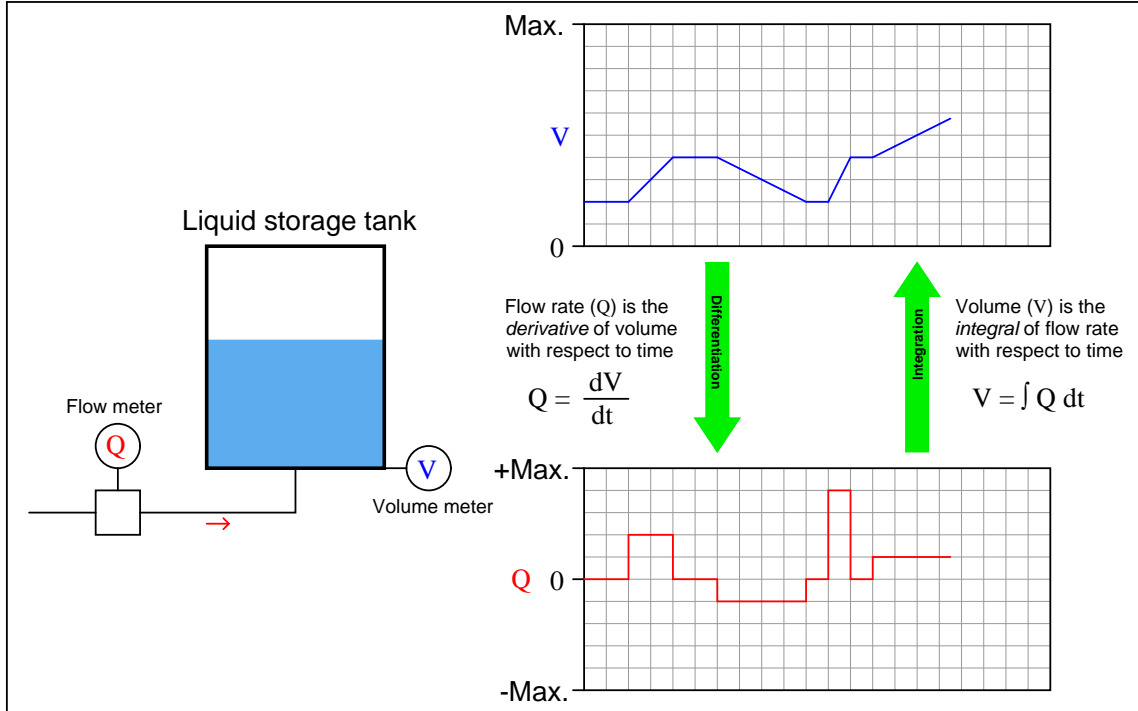 Max.
V
0
Liquid storage tank
Flow meter
Q
V
Volume meter
Flow rate (Q) is the
derivative of volume
with respect to time
Q = dV
dt
Differentiation
Integration
Volume (V) is the
integral of flow rate
with respect to time
V = ∫ Q dt
+Max.
Q 0
-Max.